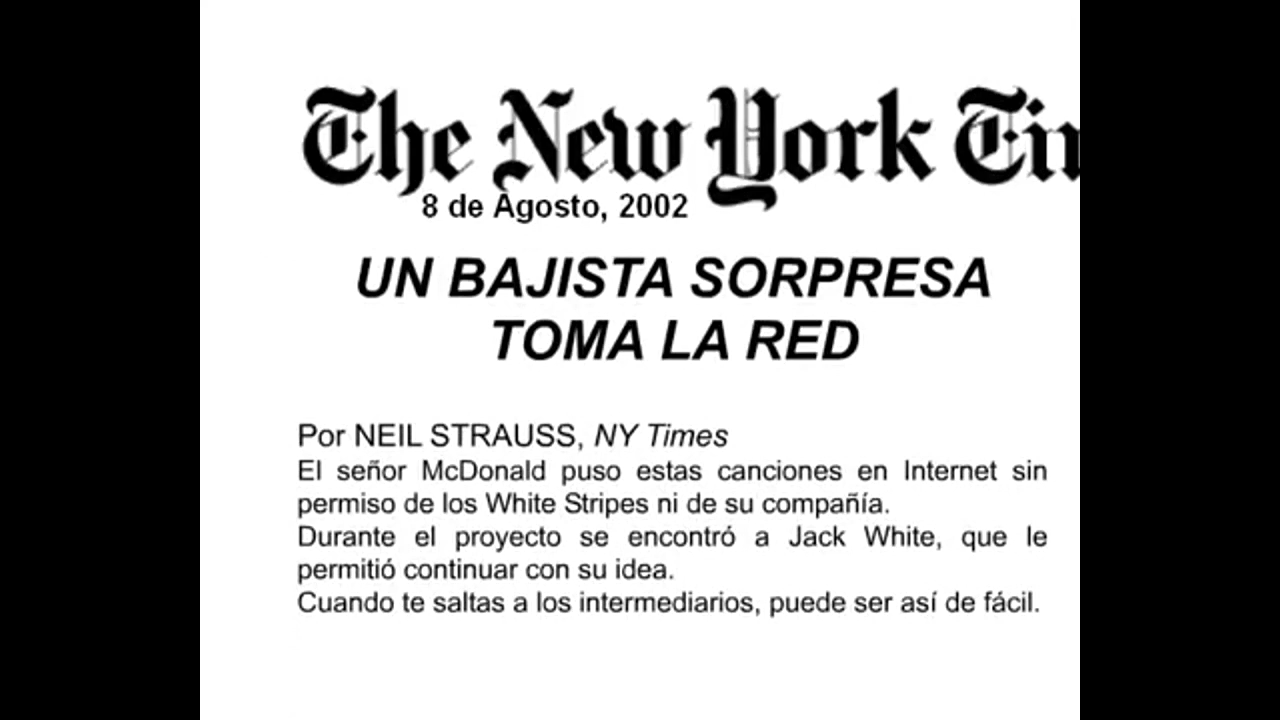 The New York Tim
8 de Agosto, 2002
UN BAJISTA SORPRESA
TOMA LA RED
Por NEIL STRAUSS, NY Times
El señor McDonald puso estas canciones en Internet sin
permiso de los White Stripes ni de su compañía.
Durante el proyecto se encontró a Jack White, que le
permitió continuar con su idea.
Cuando te saltas a los intermediarios, puede ser así de fácil.